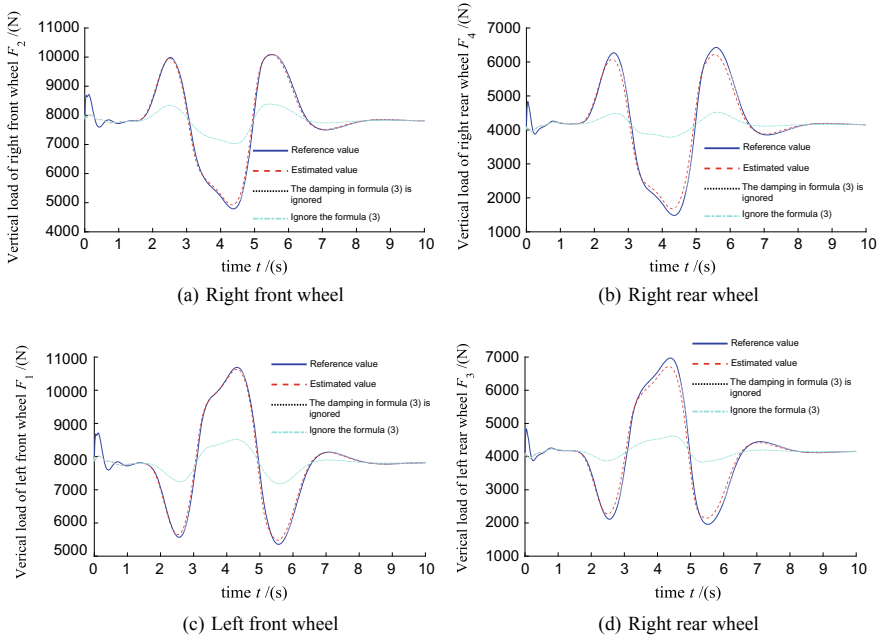 Vertical load of right front wheel F2 /(N)
11000
10000
9000
8000
7000
6000
5000
4000
0 1 2 3 4 5 6 7 8 9 10
Reference value
Estimated value
The damping in formula (3) is
ignored
Ignore the formula (3)
time t /(s)
(a) Right front wheel
Vertical load of right rear wheel F4 /(N)
8000
7000
6000
5000
4000
3000
2000
1000
0 1 2 3 4 5 6 7 8 9 10
Reference value
Estimated value
The damping in formula (3) is
ignored
Ignore the formula (3)
time t /(s)
(b) Right rear wheel
Verical load of left front wheel F1 /(N)
11000
10000
9000
8000
7000
6000
5000
0 1 2 3 4 5 6 7 8 9 10
Reference value
Estimated value
The damping in formula (3) is
ignored
Ignore the formula (3)
time t /(s)
(c) Left front wheel
Vertical load of left rear wheel F3 /(N)
7000
6000
5000
4000
3000
2000
1000
0 1 2 3 4 5 6 7 8 9 10
Reference value
Estimated value
The damping in formula (3) is
ignored
Ignore the formula (3)
time t /(s)
(d) Right rear wheel